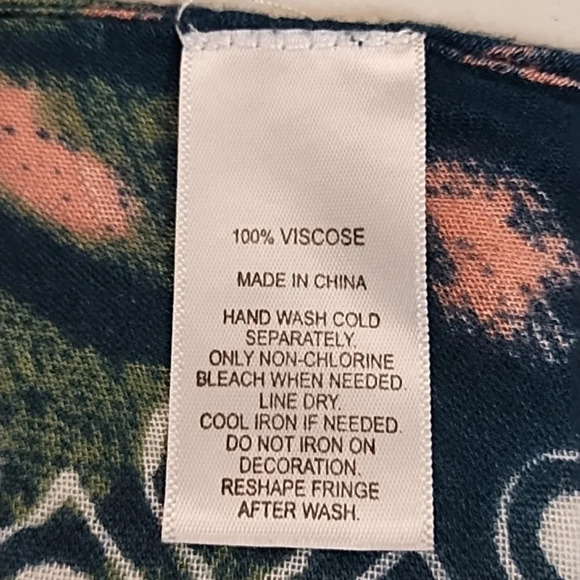 100% VISCOSE
MADE IN CHINA
HAND WASH COLD
SEPARATELY.
ONLY NON-CHLORINE
BLEACH WHEN NEEDED.
LINE DRY.
COOL IRON IF NEEDED.
DO NOT IRON ON
DECORATION.
RESHAPE FRINGE
AFTER WASH.